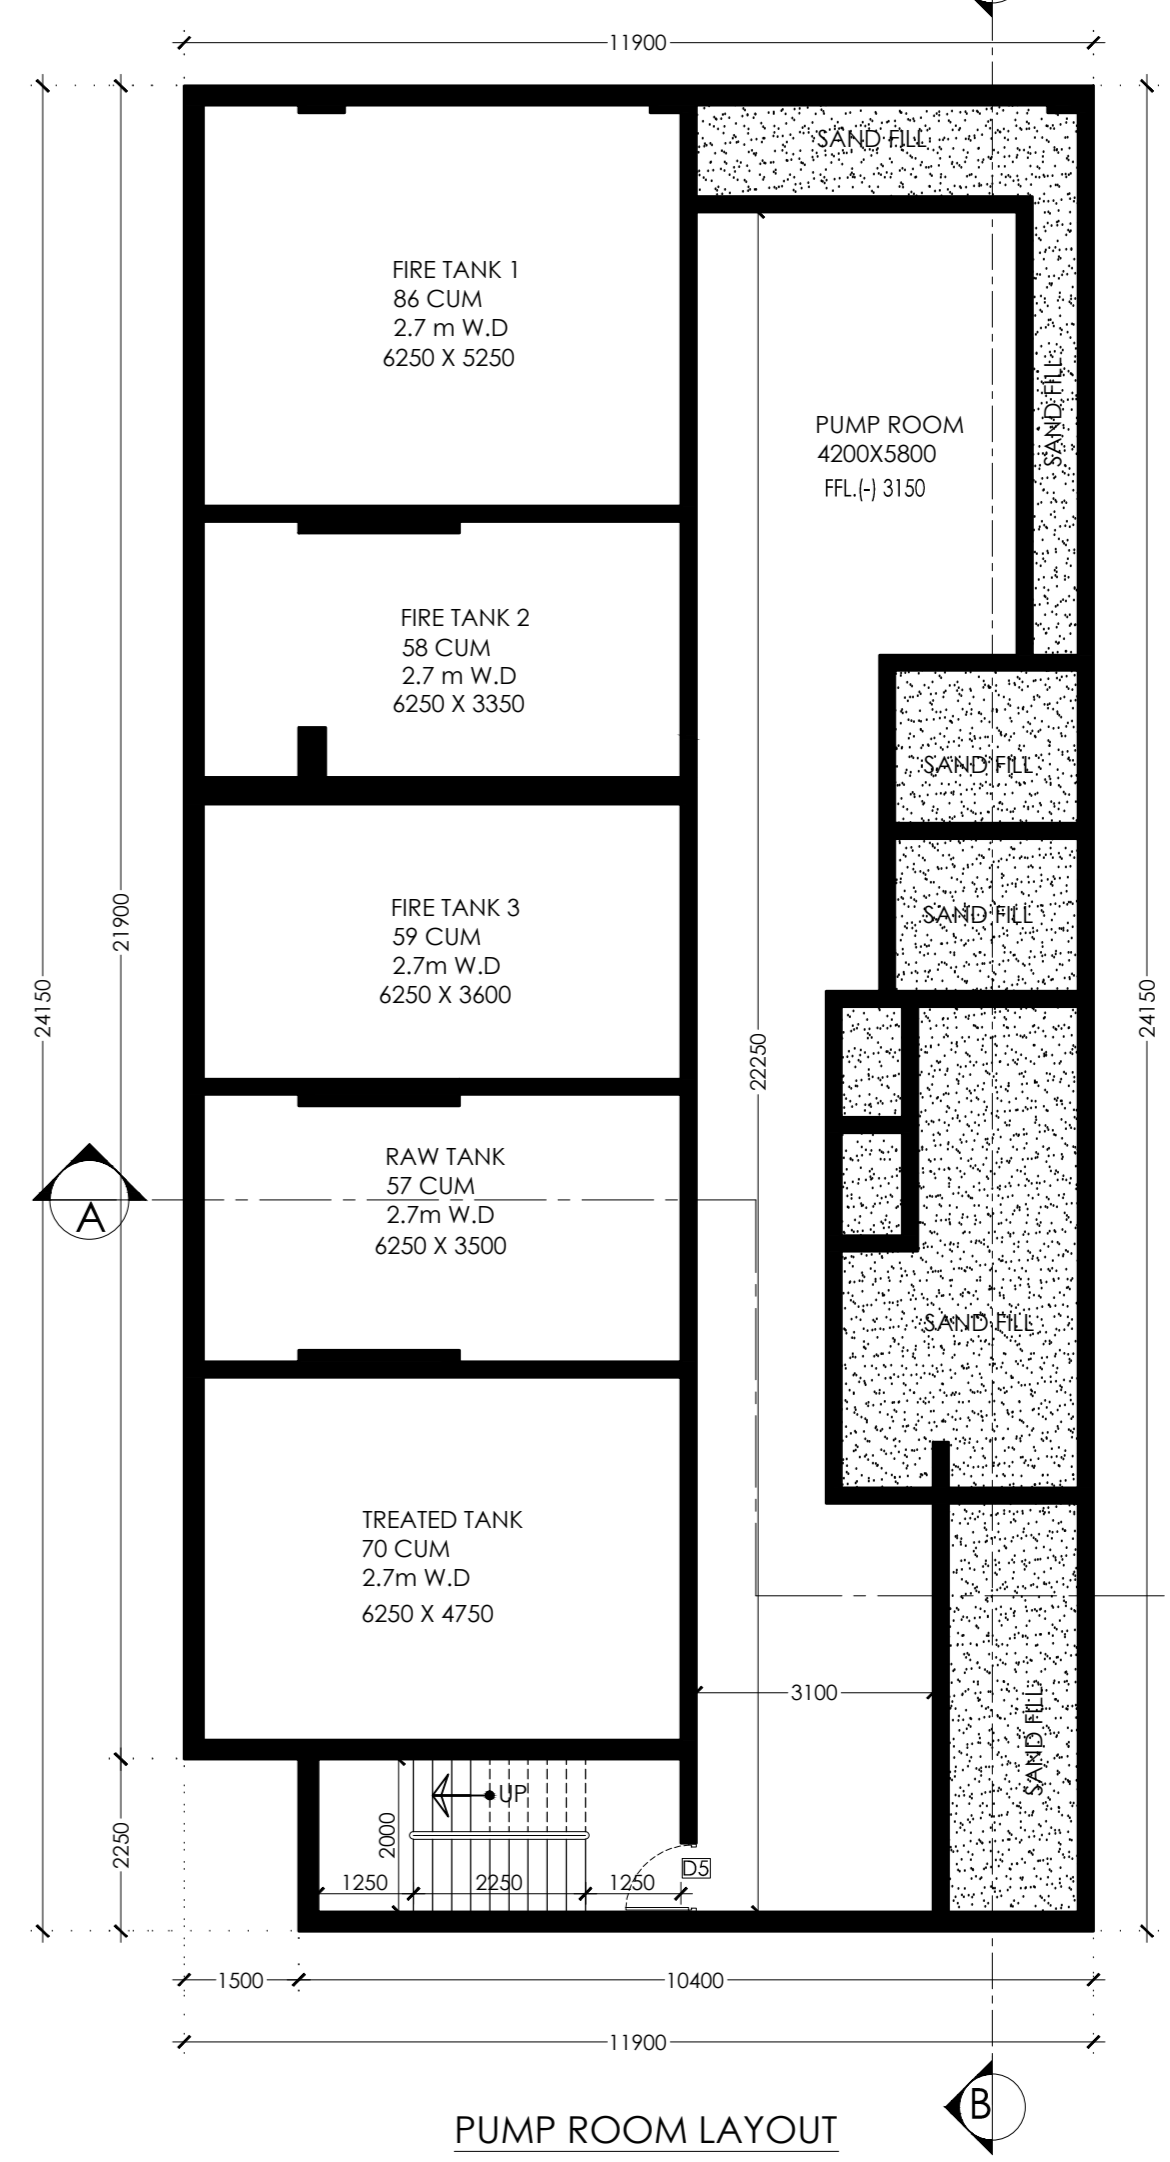 11900
SAND FILL
FIRE TANK 1
86 CUM
2.7 m W.D
6250 X 5250
PUMP ROOM
4200X5800
FFL.(-) 3150
SAND FILL
FIRE TANK 2
58 CUM
2.7 m W.D
6250 X 3350
SAND FILL
FIRE TANK 3
59 CUM
2.7m W.D
6250 X 3600
SAND FILL
21900
24150
22250
24150
RAW TANK
57 CUM
2.7m W.D
6250 X 3500
A
SAND FILL
TREATED TANK
70 CUM
2.7m W.D
6250 X 4750
3100
SAND FILL
UP
2000
2250
D5
1250
2250
1250
1500
10400
11900
B
PUMP ROOM LAYOUT